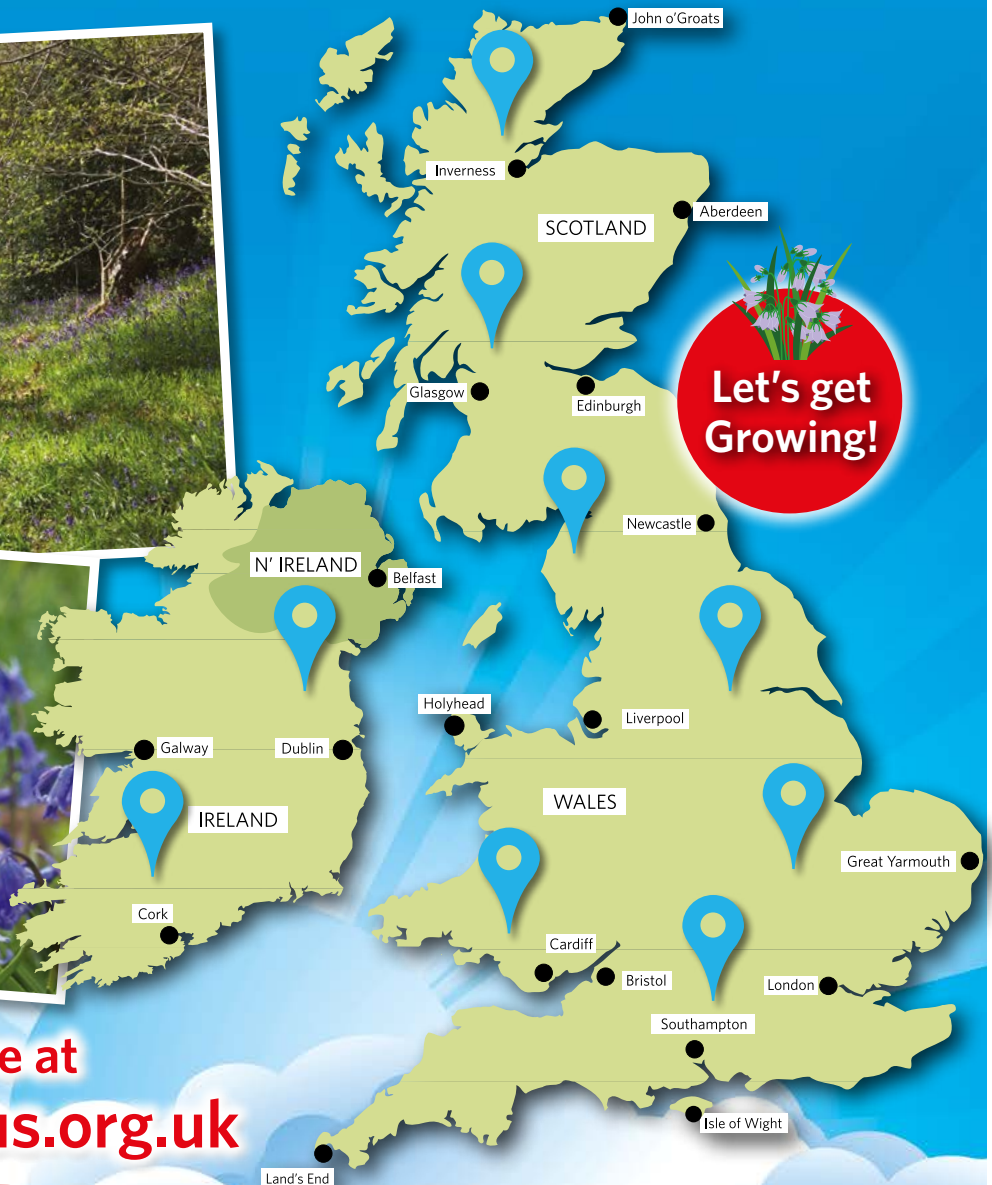 John o'Groats
Inverness
Aberdeen
SCOTLAND
Let's get
Growing!
Glasgow
Edinburgh
Newcastle
N' IRELAND
Belfast
Holyhead
Liverpool
Galway
Dublin
WALES
IRELAND
Great Yarmouth
Cork
Cardiff
Bristol
London
Southampton
e at
us.org.uk
Isle of Wight
Land's End